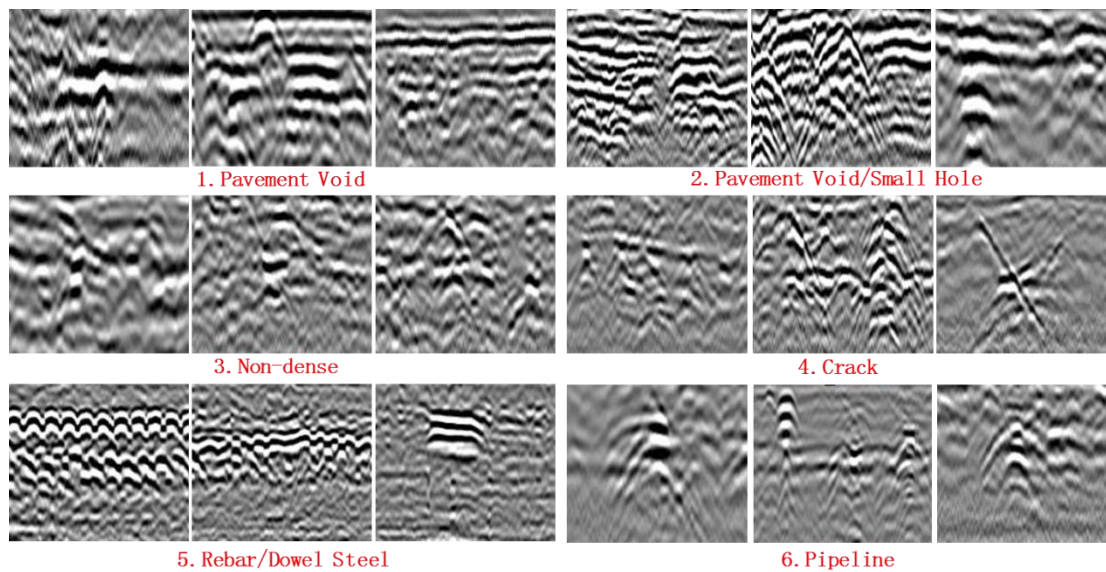 1. Pavement Void
2. Pavement Void/Small Hole
3. Non-dense
4. Crack
5. Rebar/Dowel Steel
6. Pipeline